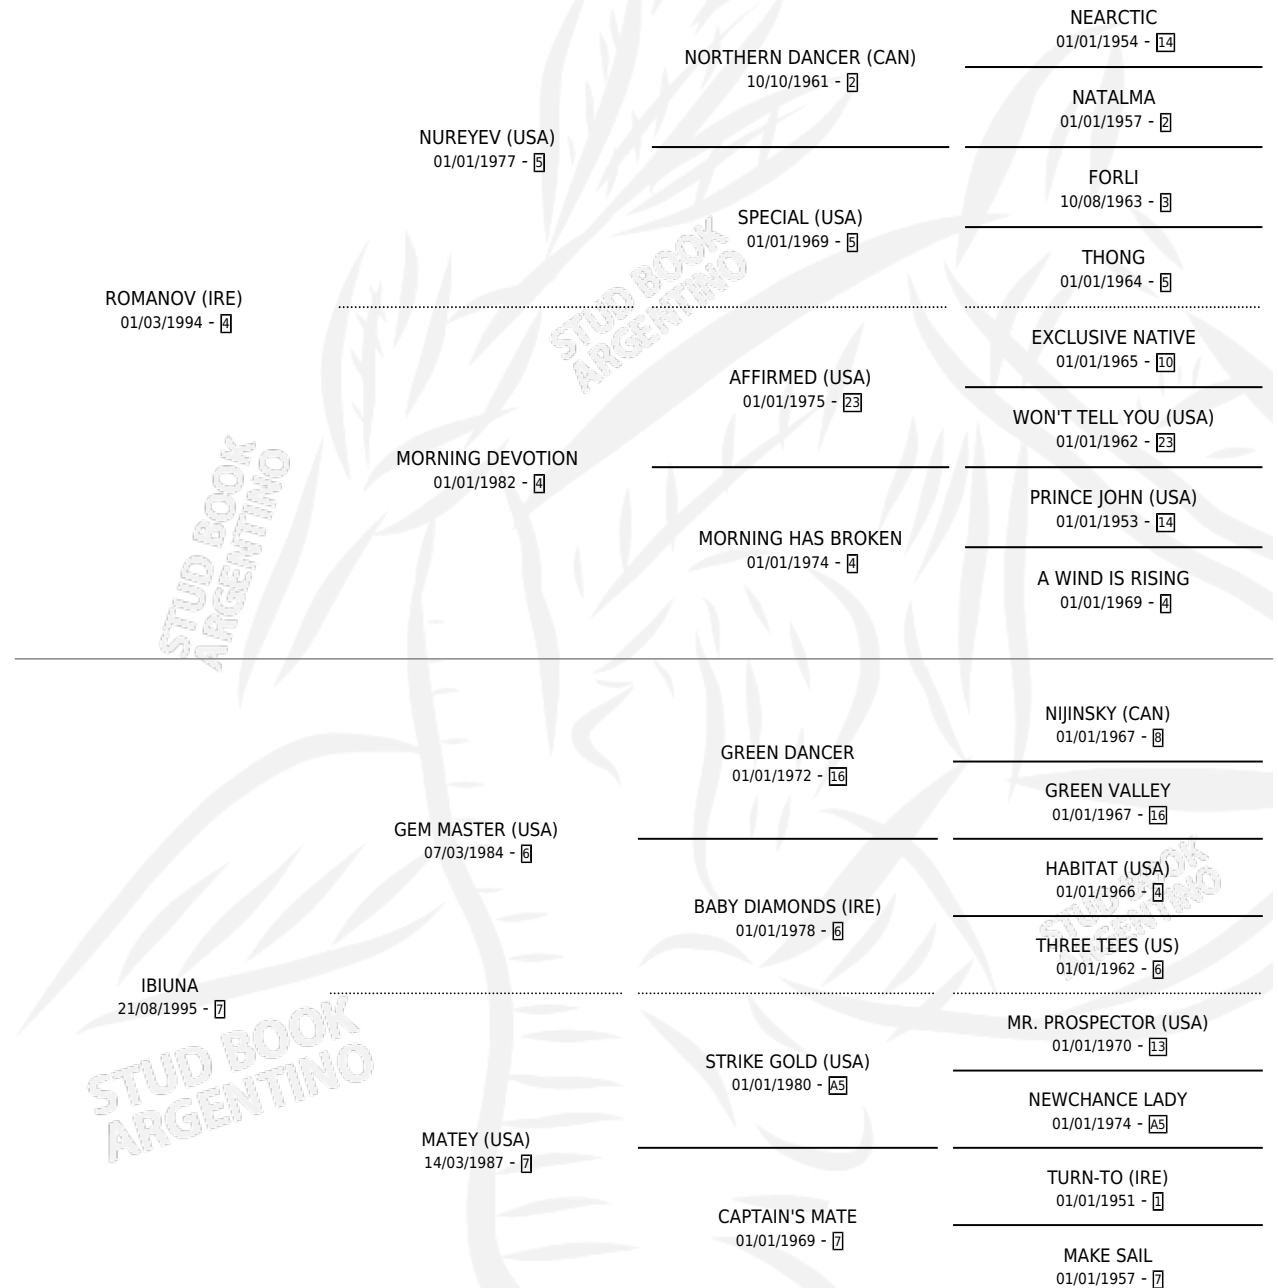 NEARCTIC
01/01/1954 - 14
NORTHERN DANCER (CAN)
10/10/1961 - 2
NATALMA
01/01/1957 - 2
NUREYEV (USA)
01/01/1977 - 5
FORLI
10/08/1963 - 3
SPECIAL (USA)
01/01/1969 - 5
THONG
01/01/1964 - 5
ROMANOV (IRE)
01/03/1994 - 4
EXCLUSIVE NATIVE
01/01/1965 - 10
AFFIRMED (USA)
01/01/1975 - 23
WON'T TELL YOU (USA)
01/01/1962 - 23
MORNING DEVOTION
01/01/1982 - 4
PRINCE JOHN (USA)
01/01/1953 - 14
MORNING HAS BROKEN
01/01/1974 - 4
A WIND IS RISING
01/01/1969 - 4
NIJINSKY (CAN)
01/01/1967 - 8
GREEN DANCER
01/01/1972 - 16
GREEN VALLEY
01/01/1967 - 16
GEM MASTER (USA)
07/03/1984 - 6
HABITAT (USA)
01/01/1966 - 4
BABY DIAMONDS (IRE)
01/01/1978 - 6
THREE TEES (US)
01/01/1962 - 6
IBIUNA
21/08/1995 - 7
MR. PROSPECTOR (USA)
01/01/1970 - 13
STRIKE GOLD (USA)
01/01/1980 - A5
NEWCHANCE LADY
01/01/1974 - A5
MATEY (USA)
14/03/1987 - 7
TURN-TO (IRE)
01/01/1951 - 1
CAPTAIN'S MATE
01/01/1969 - 7
MAKE SAIL
01/01/1957 - 7
STUD BOOK
ARGENTINO
STUD BOOK
ARGENTINO
STUD BOOK
ARGENTINO
STUD BOOK
ARGENTINO